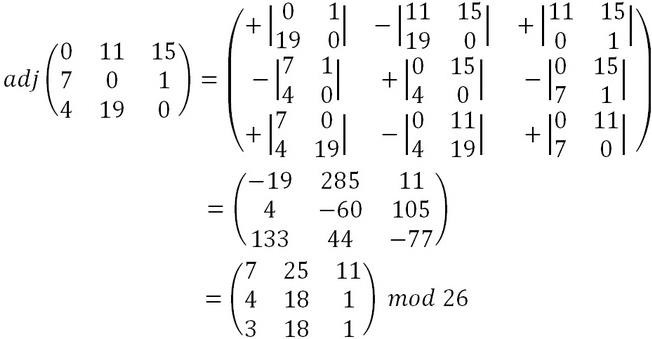 adj (0 11 15; 7 0 1; 4 19 0) = (+|0 1; 19 0| −|11 15; 19 0| +|11 15; 0 1|; −|7 1; 4 0| +|0 15; 4 0| −|0 15; 7 1|; +|7 0; 4 19| −|0 11; 4 19| +|0 11; 7 0|)
= (−19 285 11; 4 −60 105; 133 44 −77)
= (7 25 11; 4 18 1; 3 18 1) mod 26